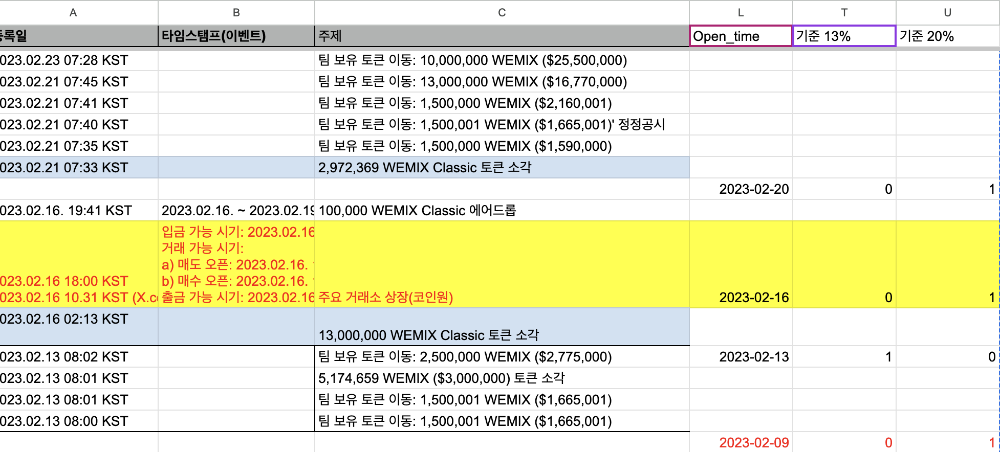 A B C L T U
등록일 타임스탬프(이벤트) 주제 Open_time 기준 13% 기준 20%
023.02.23 07:28 KST 팀 보유 토큰 이동: 10,000,000 WEMIX ($25,500,000)
023.02.21 07:45 KST 팀 보유 토큰 이동: 13,000,000 WEMIX ($16,770,000)
023.02.21 07:41 KST 팀 보유 토큰 이동: 1,500,000 WEMIX ($2,160,001)
023.02.21 07:40 KST 팀 보유 토큰 이동: 1,500,001 WEMIX ($1,665,001)' 정정공시
023.02.21 07:35 KST 팀 보유 토큰 이동: 1,500,000 WEMIX ($1,590,000)
023.02.21 07:33 KST 2,972,369 WEMIX Classic 토큰 소각
2023-02-20 0 1
023.02.16. 19:41 KST 2023.02.16. ~ 2023.02.19 100,000 WEMIX Classic 에어드롭
입금 가능 시기: 2023.02.16
거래 가능 시기:
a) 매도 오픈: 2023.02.16.
023.02.16 18:00 KST b) 매수 오픈: 2023.02.16.
023.02.16 10.31 KST (X.c 출금 가능 시기: 2023.02.16 주요 거래소 상장(코인원) 2023-02-16 0 1
023.02.16 02:13 KST
13,000,000 WEMIX Classic 토큰 소각
023.02.13 08:02 KST 팀 보유 토큰 이동: 2,500,000 WEMIX ($2,775,000) 2023-02-13 1 0
023.02.13 08:01 KST 5,174,659 WEMIX ($3,000,000) 토큰 소각
023.02.13 08:01 KST 팀 보유 토큰 이동: 1,500,001 WEMIX ($1,665,001)
023.02.13 08:00 KST 팀 보유 토큰 이동: 1,500,001 WEMIX ($1,665,001)
2023-02-09 0 1